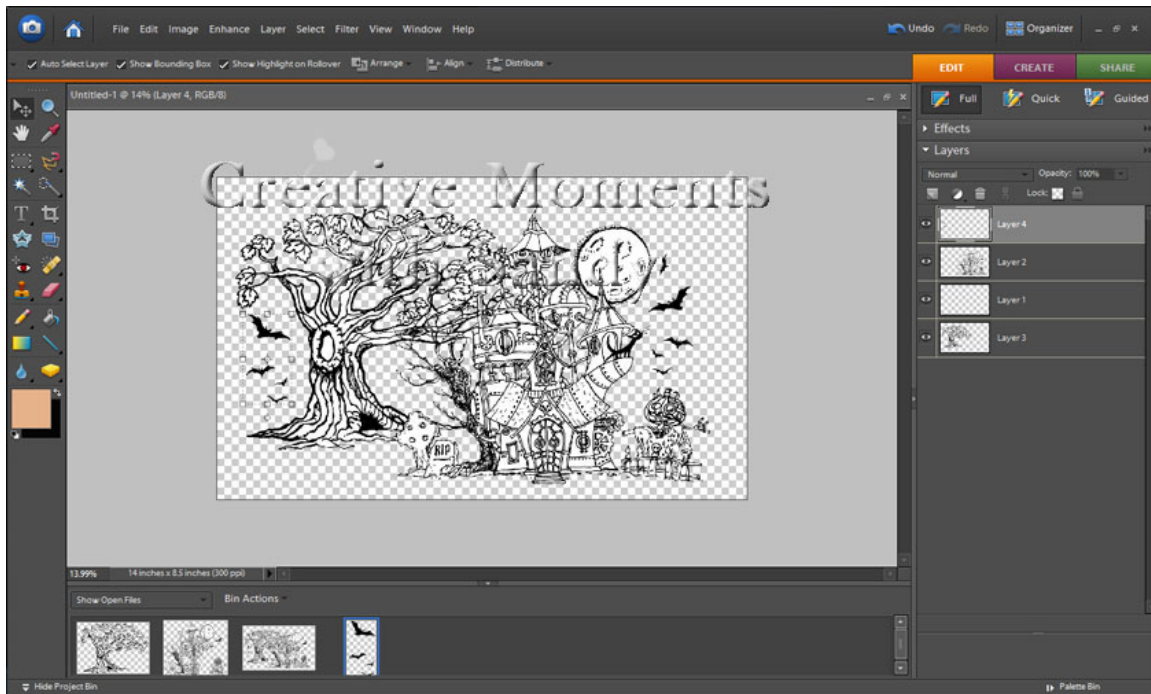 File Edit Image Enhance Layer Select Filter View Window Help
Undo Redo Organizer
Auto Select Layer Show Bounding Box Show Highlight on Rollover Arrange Align Distribute
EDIT CREATE SHARE
Untitled-1 @ 14% (Layer 4, RGB/8)
Full Quick Guided
Effects
Layers
Normal Opacity: 100%
Lock:
Layer 4
Layer 2
Layer 1
Layer 3
Creative Moments
RIP
13.99% 14 inches x 8.5 inches (300 ppi)
Show Open Files Bin Actions
Hide Project Bin Palette Bin